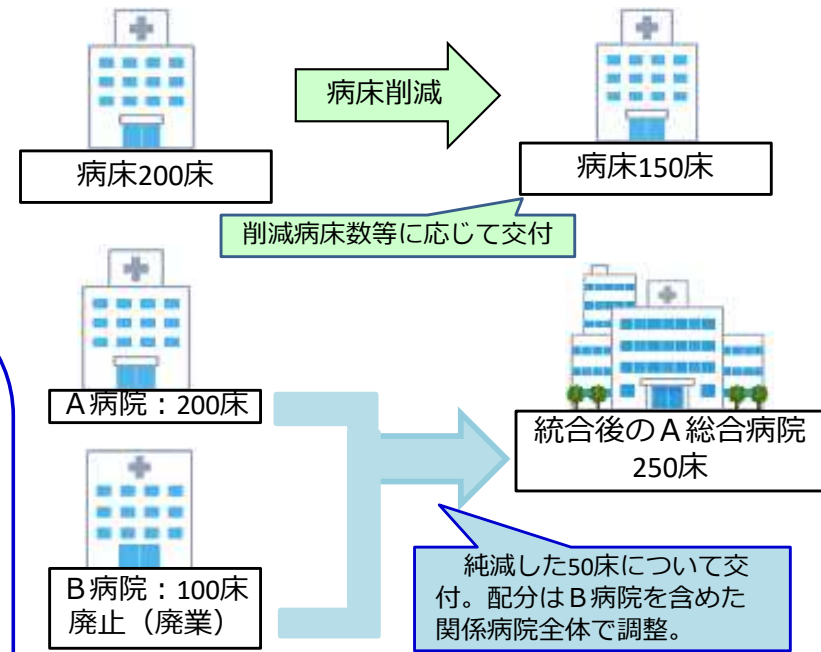 病床削減
病床200床
病床150床
削減病床数等に応じて交付
Ａ病院：200床
統合後のＡ総合病院
250床
Ｂ病院：100床
廃止（廃業）
純減した50床について交
付。配分はＢ病院を含めた
関係病院全体で調整。